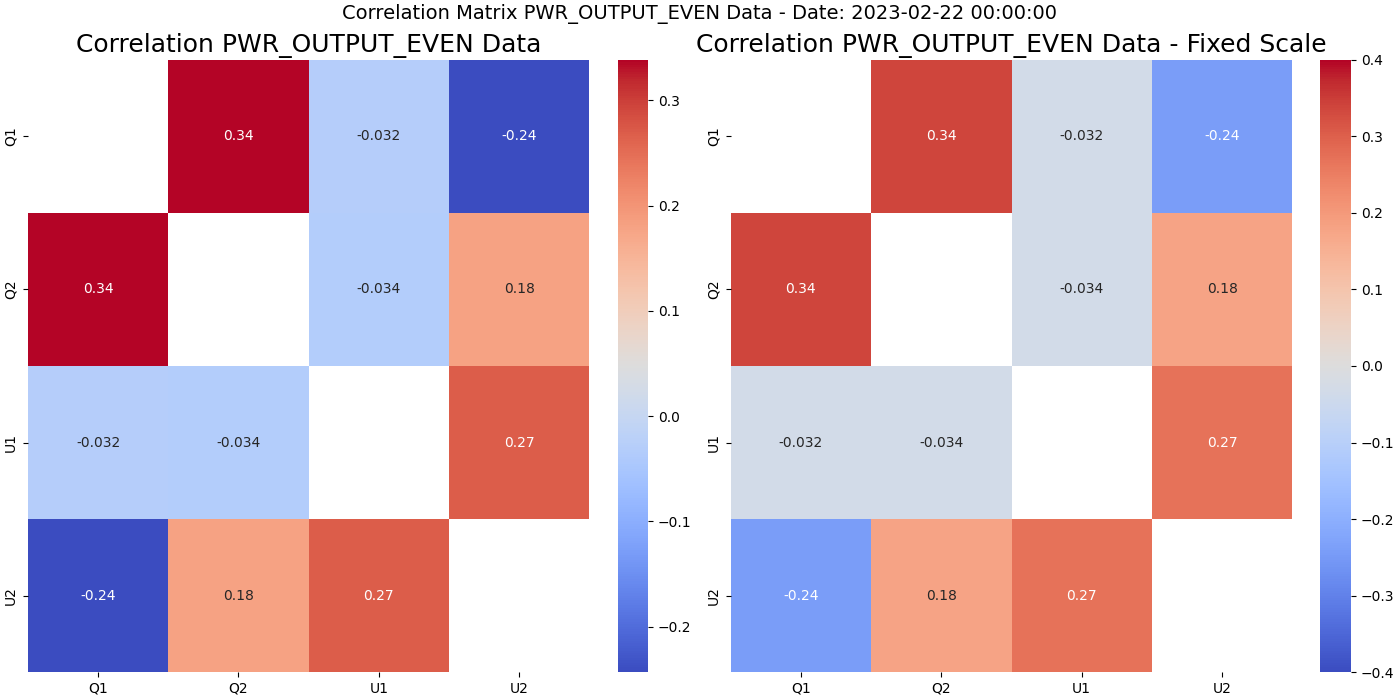 Correlation Matrix PWR_OUTPUT_EVEN Data - Date: 2023-02-22 00:00:00
Correlation PWR_OUTPUT_EVEN Data
Q1
0.34
-0.032
-0.24
Q2
0.34
-0.034
0.18
U1
-0.032
-0.034
0.27
U2
-0.24
0.18
0.27
Q1
Q2
U1
U2
0.3
0.2
0.1
0.0
−0.1
−0.2
Correlation PWR_OUTPUT_EVEN Data - Fixed Scale
Q1
0.34
-0.032
-0.24
Q2
0.34
-0.034
0.18
U1
-0.032
-0.034
0.27
U2
-0.24
0.18
0.27
Q1
Q2
U1
U2
0.4
0.3
0.2
0.1
0.0
−0.1
−0.2
−0.3
−0.4